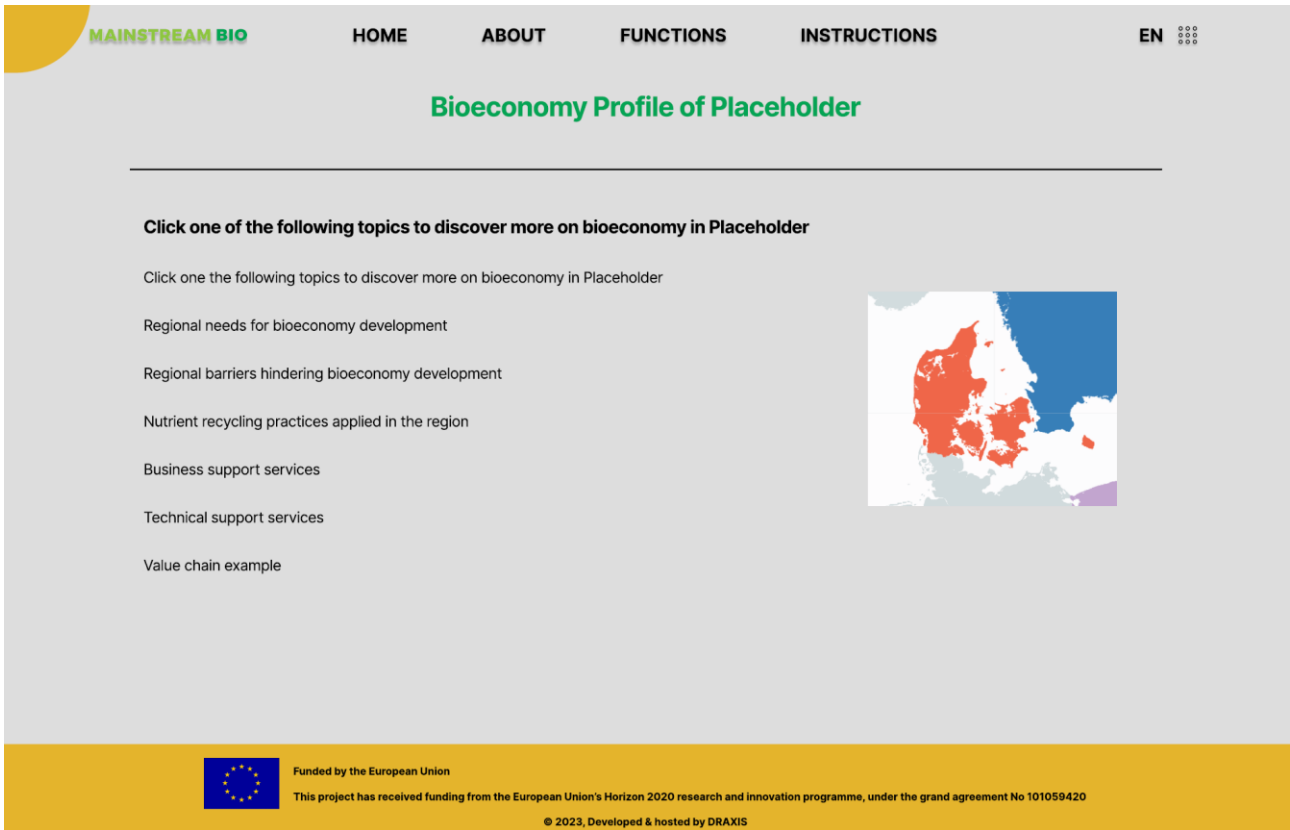 MAINSTREAM BIO
HOME
ABOUT
FUNCTIONS
INSTRUCTIONS
EN
Bioeconomy Profile of Placeholder
Click one of the following topics to discover more on bioeconomy in Placeholder
Click one the following topics to discover more on bioeconomy in Placeholder
Regional needs for bioeconomy development
Regional barriers hindering bioeconomy development
Nutrient recycling practices applied in the region
Business support services
Technical support services
Value chain example
Funded by the European Union
This project has received funding from the European Union's Horizon 2020 research and innovation programme, under the grand agreement No 101059420
© 2023, Developed & hosted by DRAXIS